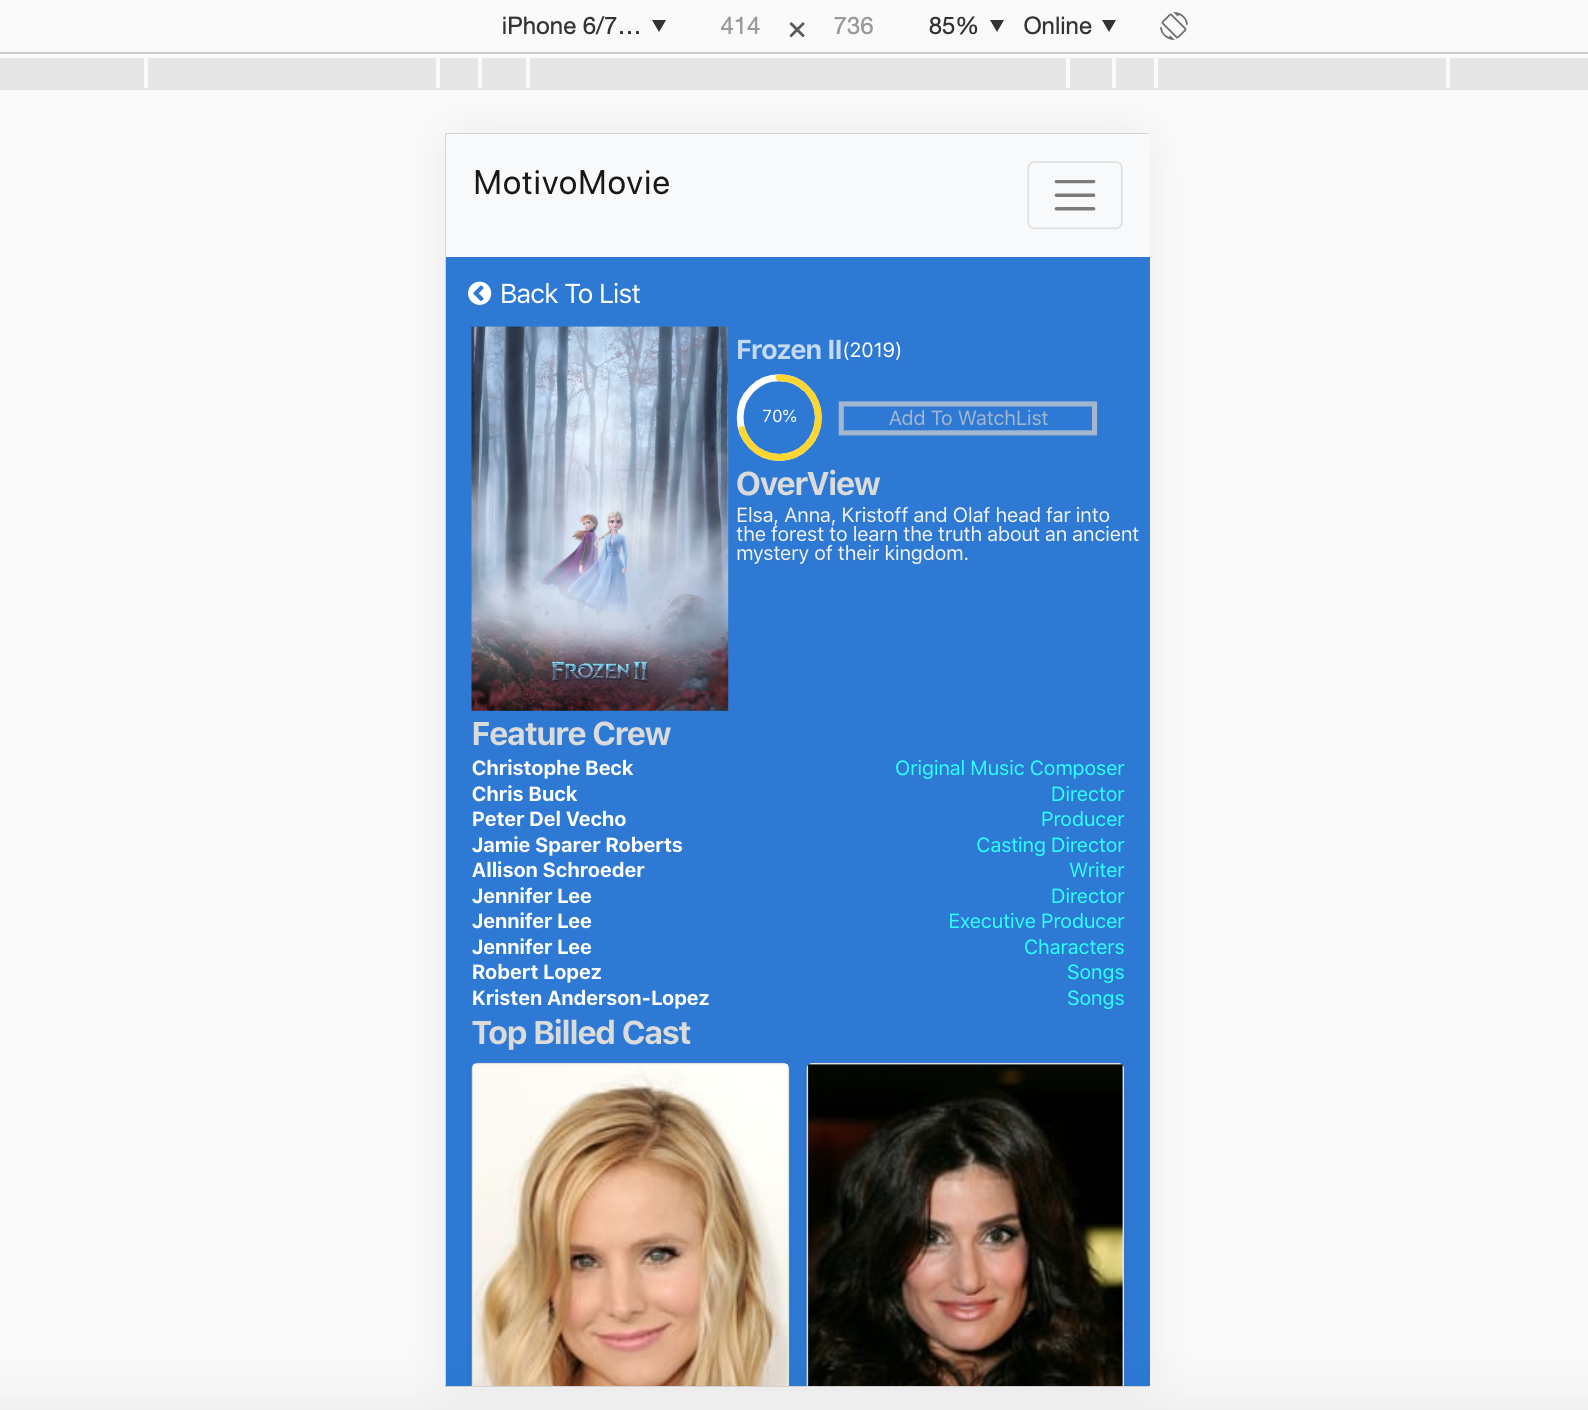 iPhone 6/7... ▼ 414 × 736 85% ▼ Online ▼
MotivoMovie
Back To List
Frozen II(2019)
70%
Add To WatchList
OverView
Elsa, Anna, Kristoff and Olaf head far into
the forest to learn the truth about an ancient
mystery of their kingdom.
FROZEN II
Feature Crew
Christophe Beck Original Music Composer
Chris Buck Director
Peter Del Vecho Producer
Jamie Sparer Roberts Casting Director
Allison Schroeder Writer
Jennifer Lee Director
Jennifer Lee Executive Producer
Jennifer Lee Characters
Robert Lopez Songs
Kristen Anderson-Lopez Songs
Top Billed Cast